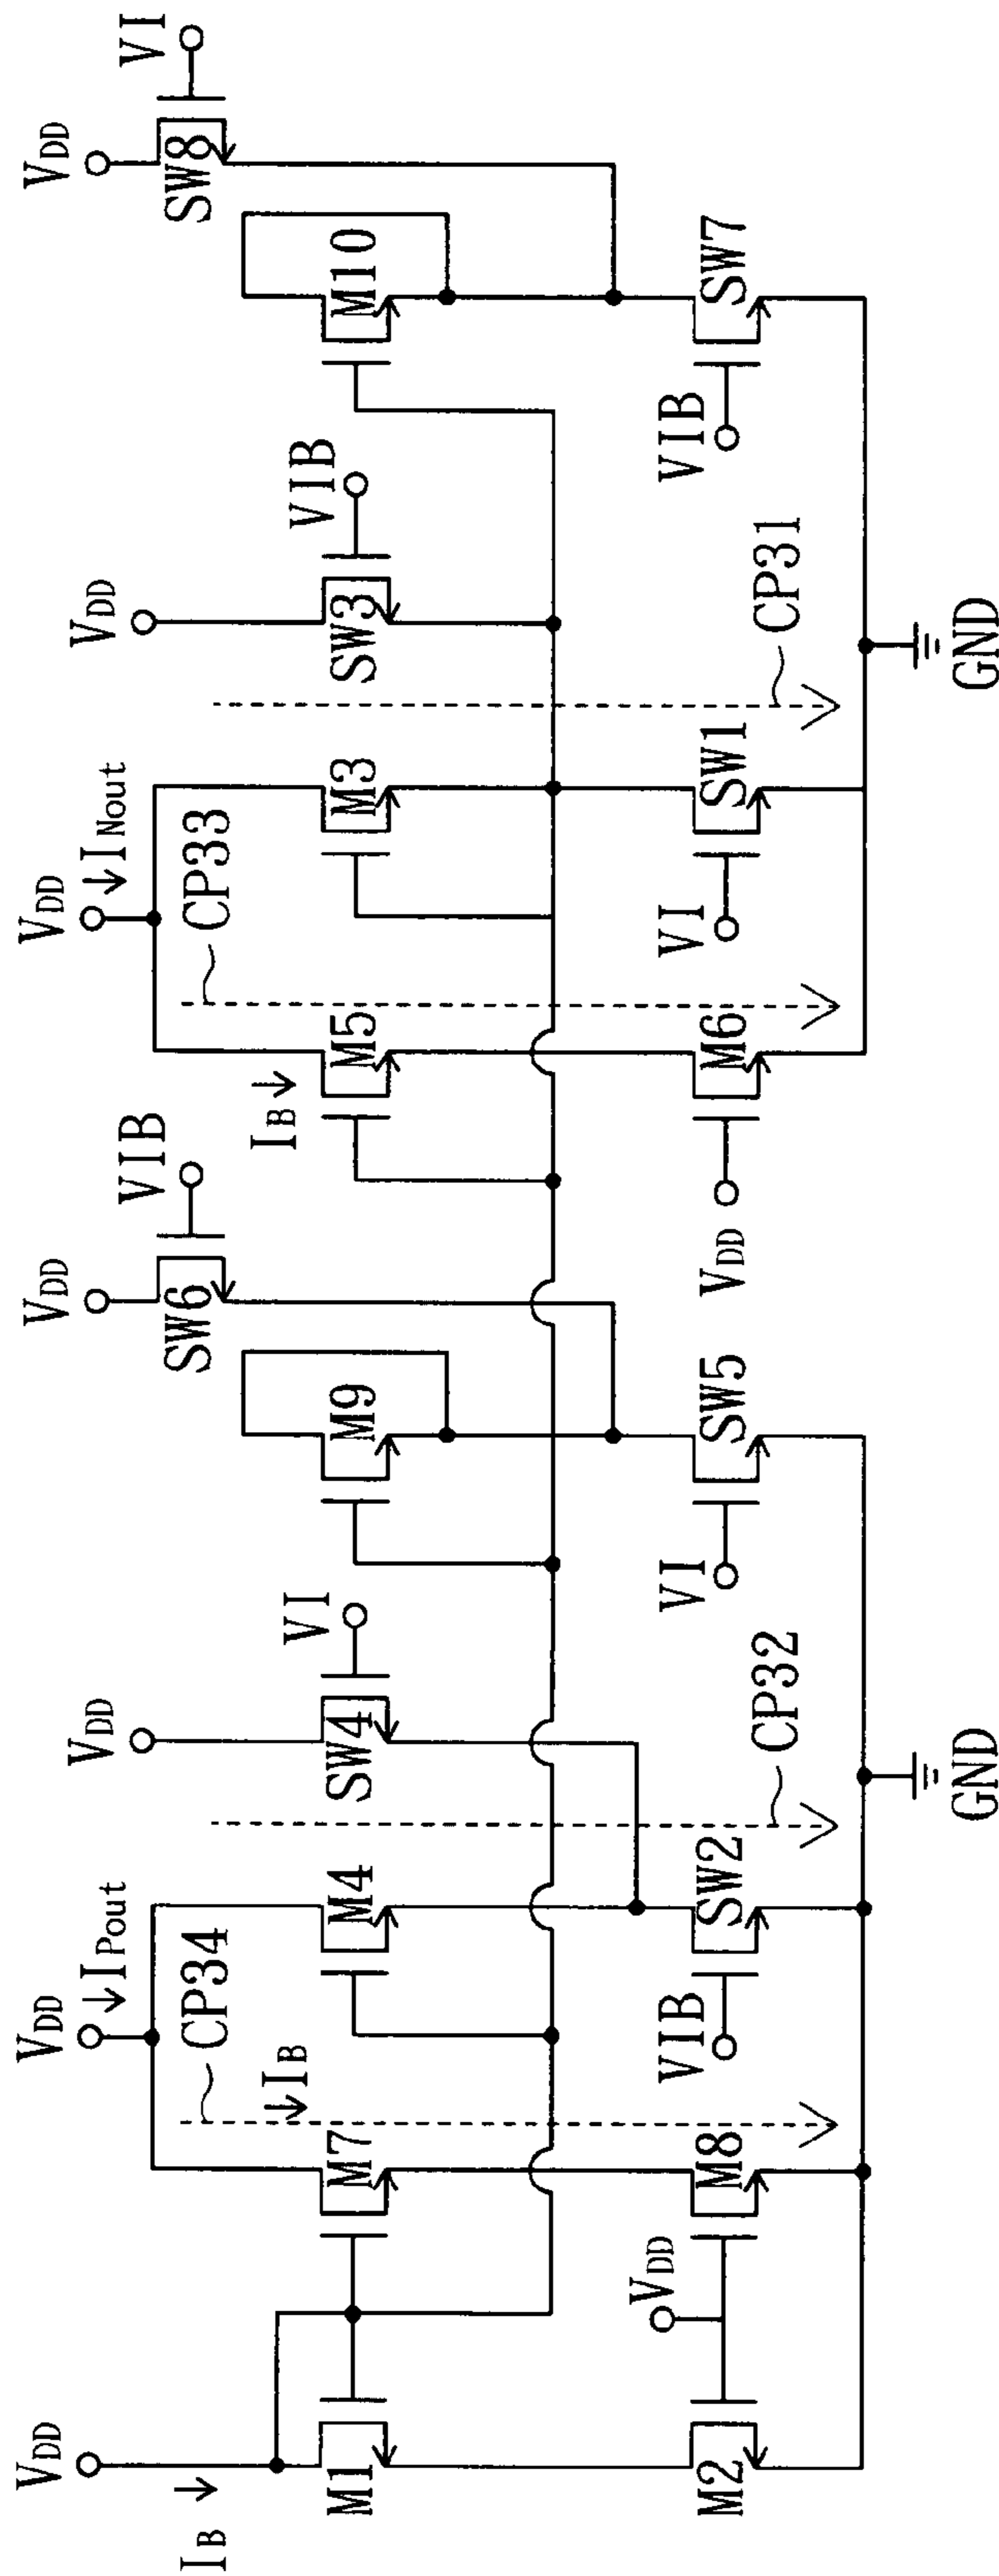 VDD
IB
M1
M2
VDD
M7
M8
IB
CP34
VDD
IPout
M4
VIB
SW2
CP32
VDD
SW4
VI
GND
M9
VI
SW5
VDD
SW6
VIB
IB
M5
VDD
M6
CP33
VDD
INout
M3
VI
SW1
CP31
VDD
SW3
VIB
GND
M10
VIB
SW7
VDD
SW8
VI